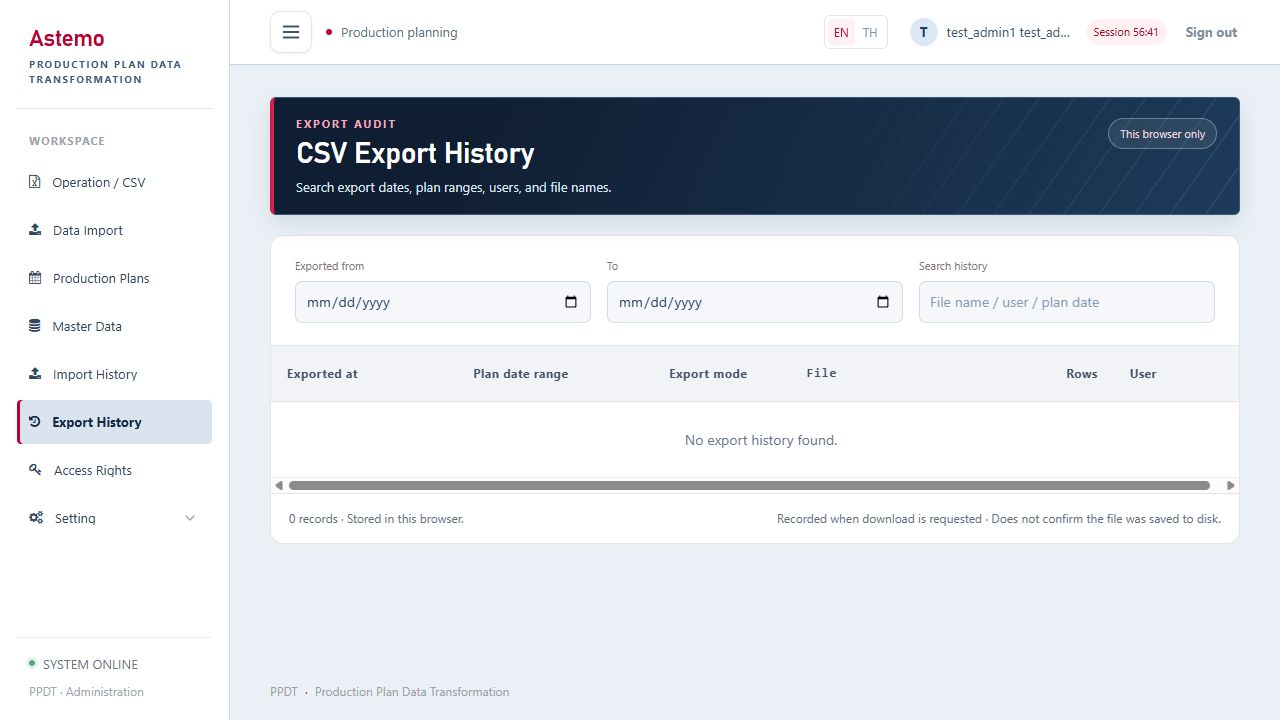 Astemo
PRODUCTION PLAN DATA
TRANSFORMATION
WORKSPACE
Operation / CSV
Data Import
Production Plans
Master Data
Import History
Export History
Access Rights
Setting
SYSTEM ONLINE
PPDT · Administration
Production planning
EN TH
T test_admin1 test_ad...
Session 56:41
Sign out
EXPORT AUDIT
CSV Export History
Search export dates, plan ranges, users, and file names.
This browser only
Exported from To Search history
mm/dd/yyyy mm/dd/yyyy File name / user / plan date
Exported at Plan date range Export mode File Rows User
No export history found.
0 records · Stored in this browser. Recorded when download is requested · Does not confirm the file was saved to disk.
PPDT · Production Plan Data Transformation